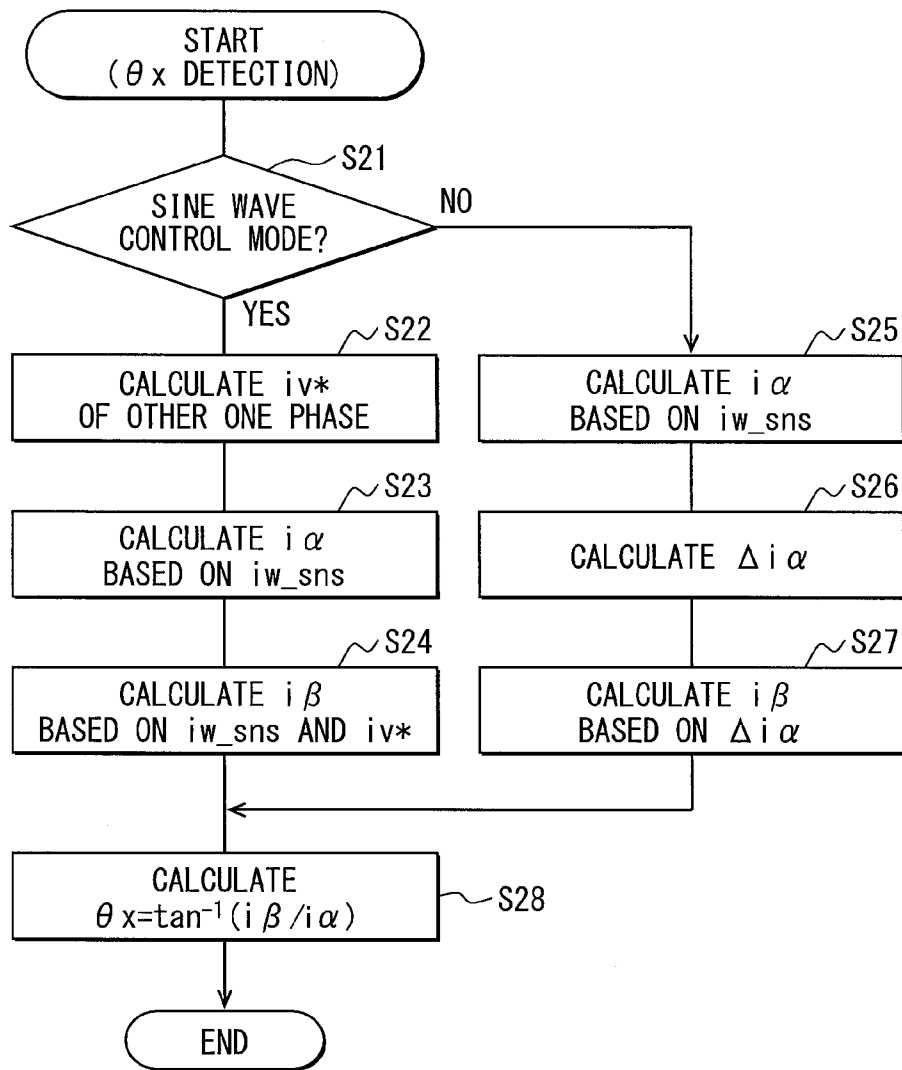 START
(θx DETECTION)
S21
SINE WAVE
CONTROL MODE?
NO
YES
S22
CALCULATE iv*
OF OTHER ONE PHASE
S23
CALCULATE iα
BASED ON iw_sns
S24
CALCULATE iβ
BASED ON iw_sns AND iv*
S25
CALCULATE iα
BASED ON iw_sns
S26
CALCULATE Δiα
S27
CALCULATE iβ
BASED ON Δiα
CALCULATE
θx=tan⁻¹(iβ/iα)
S28
END